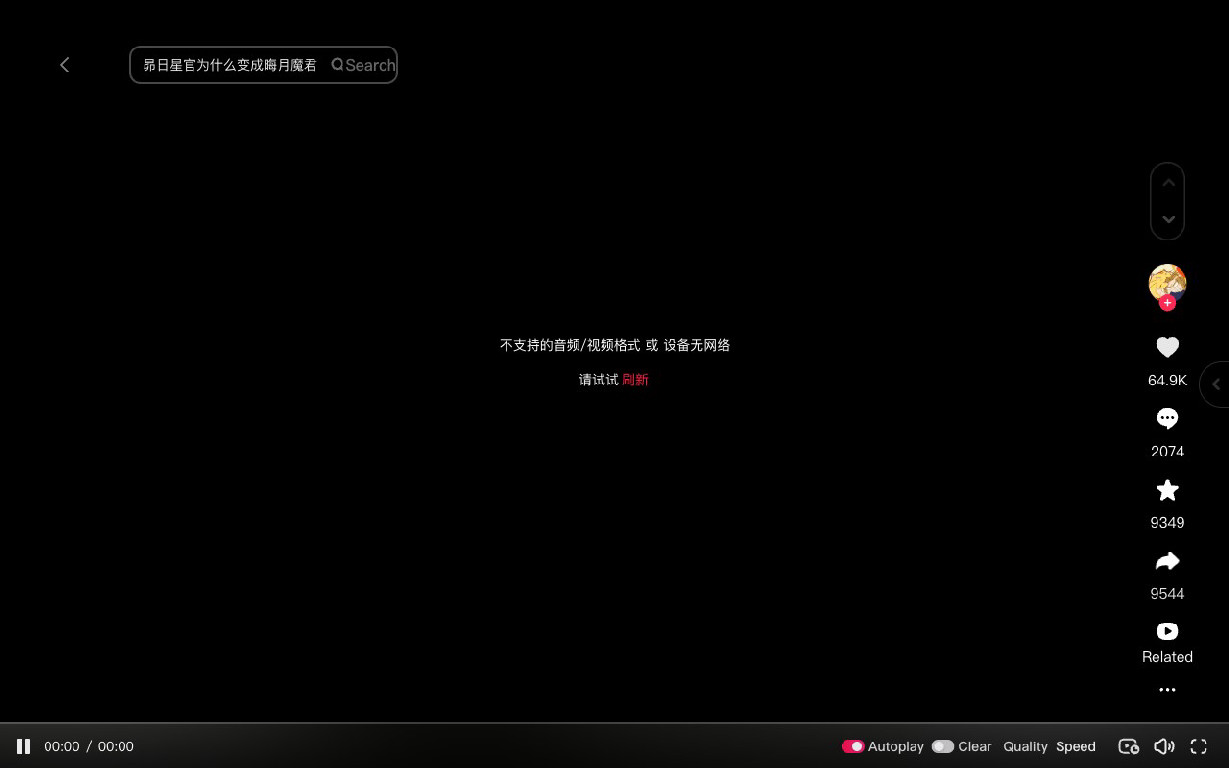 昴日星官为什么变成晦月魔君 Search
不支持的音频/视频格式 或 设备无网络
请试试 刷新
64.9K
2074
9349
9544
Related
00:00 / 00:00 Autoplay Clear Quality Speed